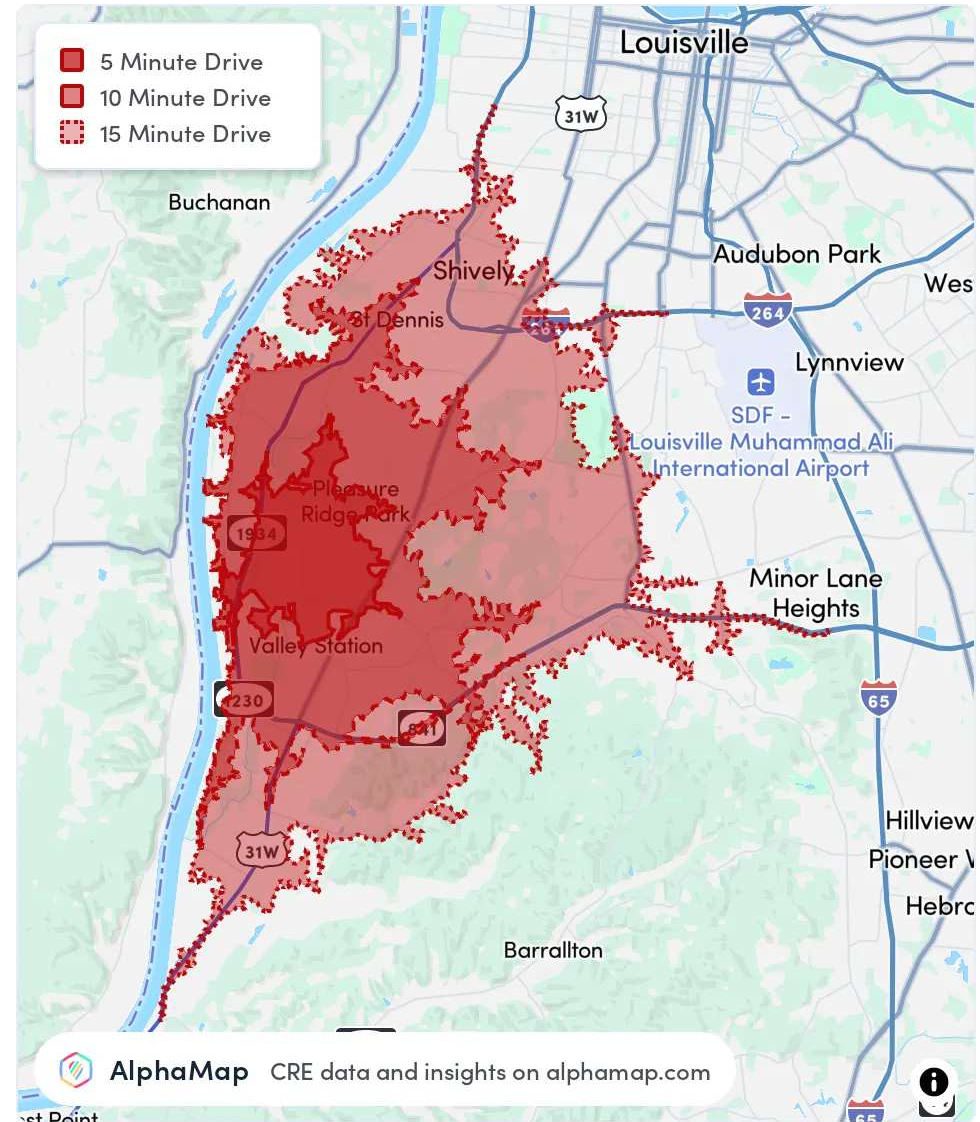 5 Minute Drive
10 Minute Drive
15 Minute Drive
Louisville
31W
Buchanan
Audubon Park
Wes
Shively
264
St Dennis
264
Lynnview
SDF -
Louisville Muhammad Ali
International Airport
Pleasure
Ridge Park
1934
Minor Lane
Heights
Valley Station
1230
65
841
Hillview
31W
Pioneer V
Hebro
Barrallton
AlphaMap
CRE data and insights on alphamap.com
st Point
65